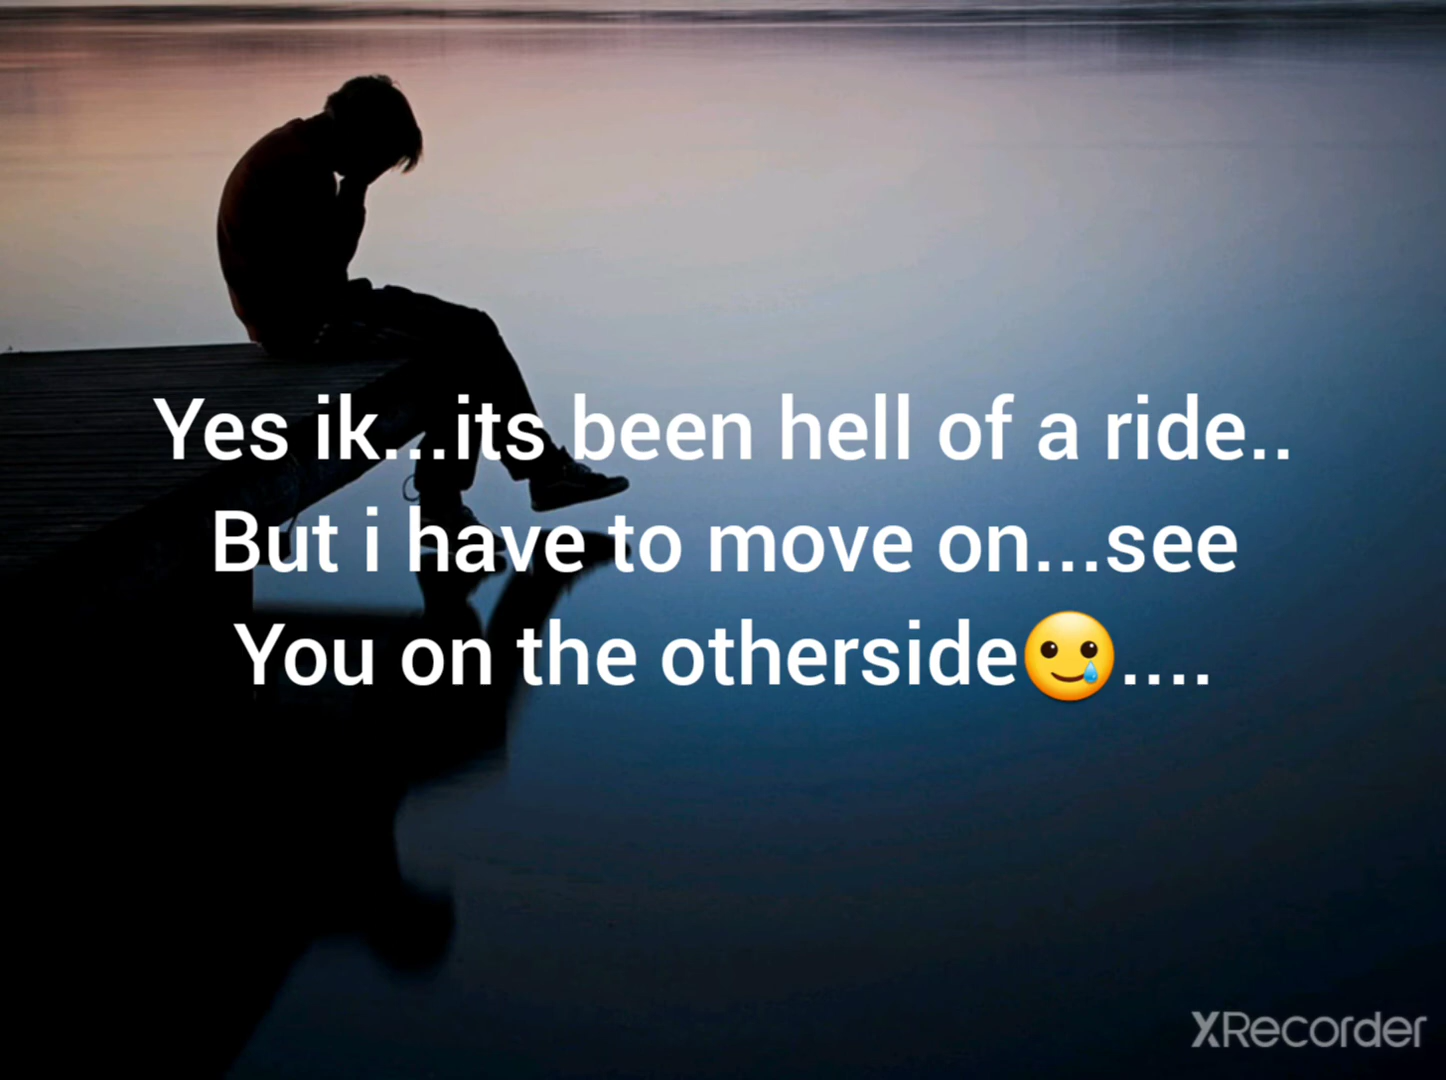 Yes ik...its been hell of a ride..
But i have to move on...see
You on the otherside🥲....
XRecorder